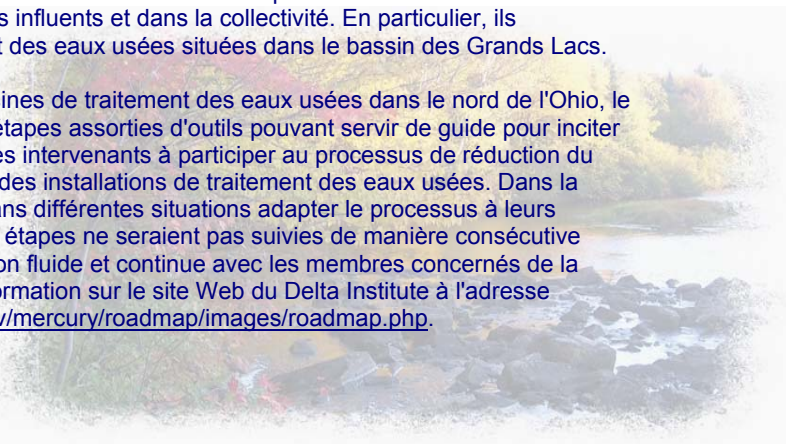 s influents et dans la collectivité. En particulier, ils
t des eaux usées situées dans le bassin des Grands Lacs.
ines de traitement des eaux usées dans le nord de l'Ohio, le
étapes assorties d'outils pouvant servir de guide pour inciter
es intervenants à participer au processus de réduction du
des installations de traitement des eaux usées. Dans la
ans différentes situations adapter le processus à leurs
étapes ne seraient pas suivies de manière consécutive
on fluide et continue avec les membres concernés de la
ormation sur le site Web du Delta Institute à l'adresse
v/mercury/roadmap/images/roadmap.php.